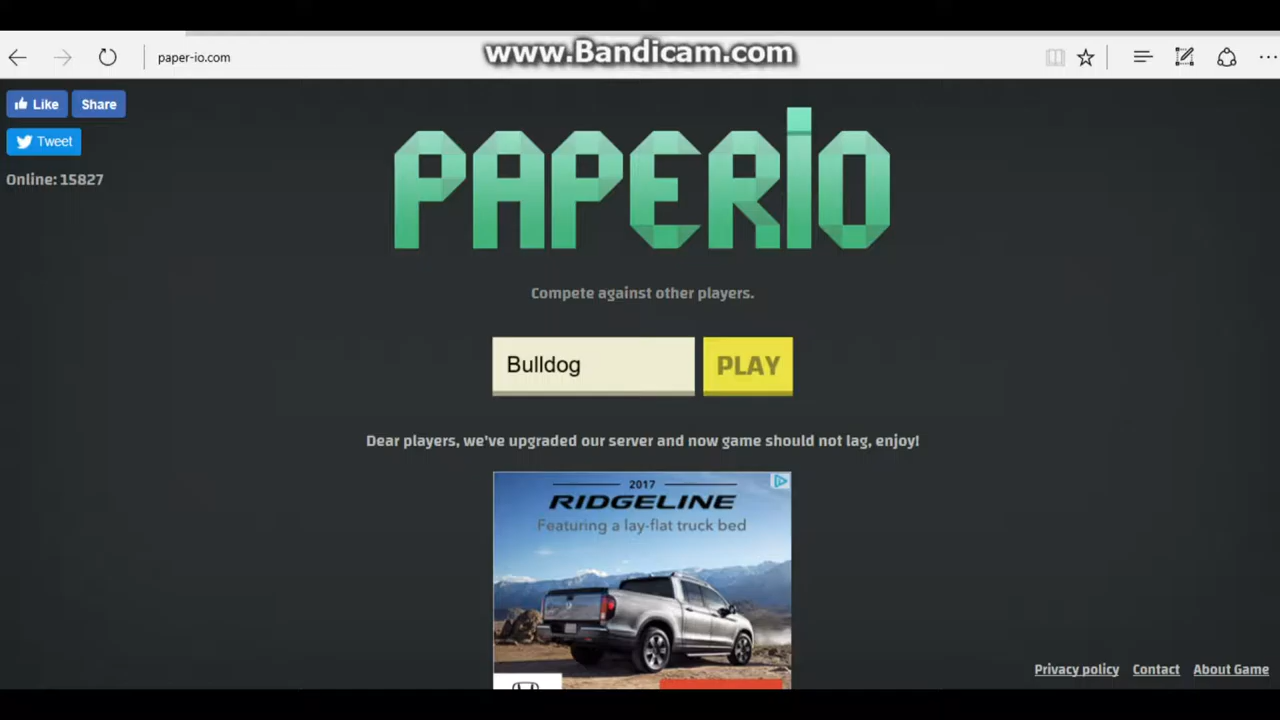 www.Bandicam.com
paper-io.com
Like Share
Tweet
Online: 15827
PAPERIO
Compete against other players.
Bulldog PLAY
Dear players, we've upgraded our server and now game should not lag, enjoy!
2017
RIDGELINE
Featuring a lay-flat truck bed
Privacy policy Contact About Game